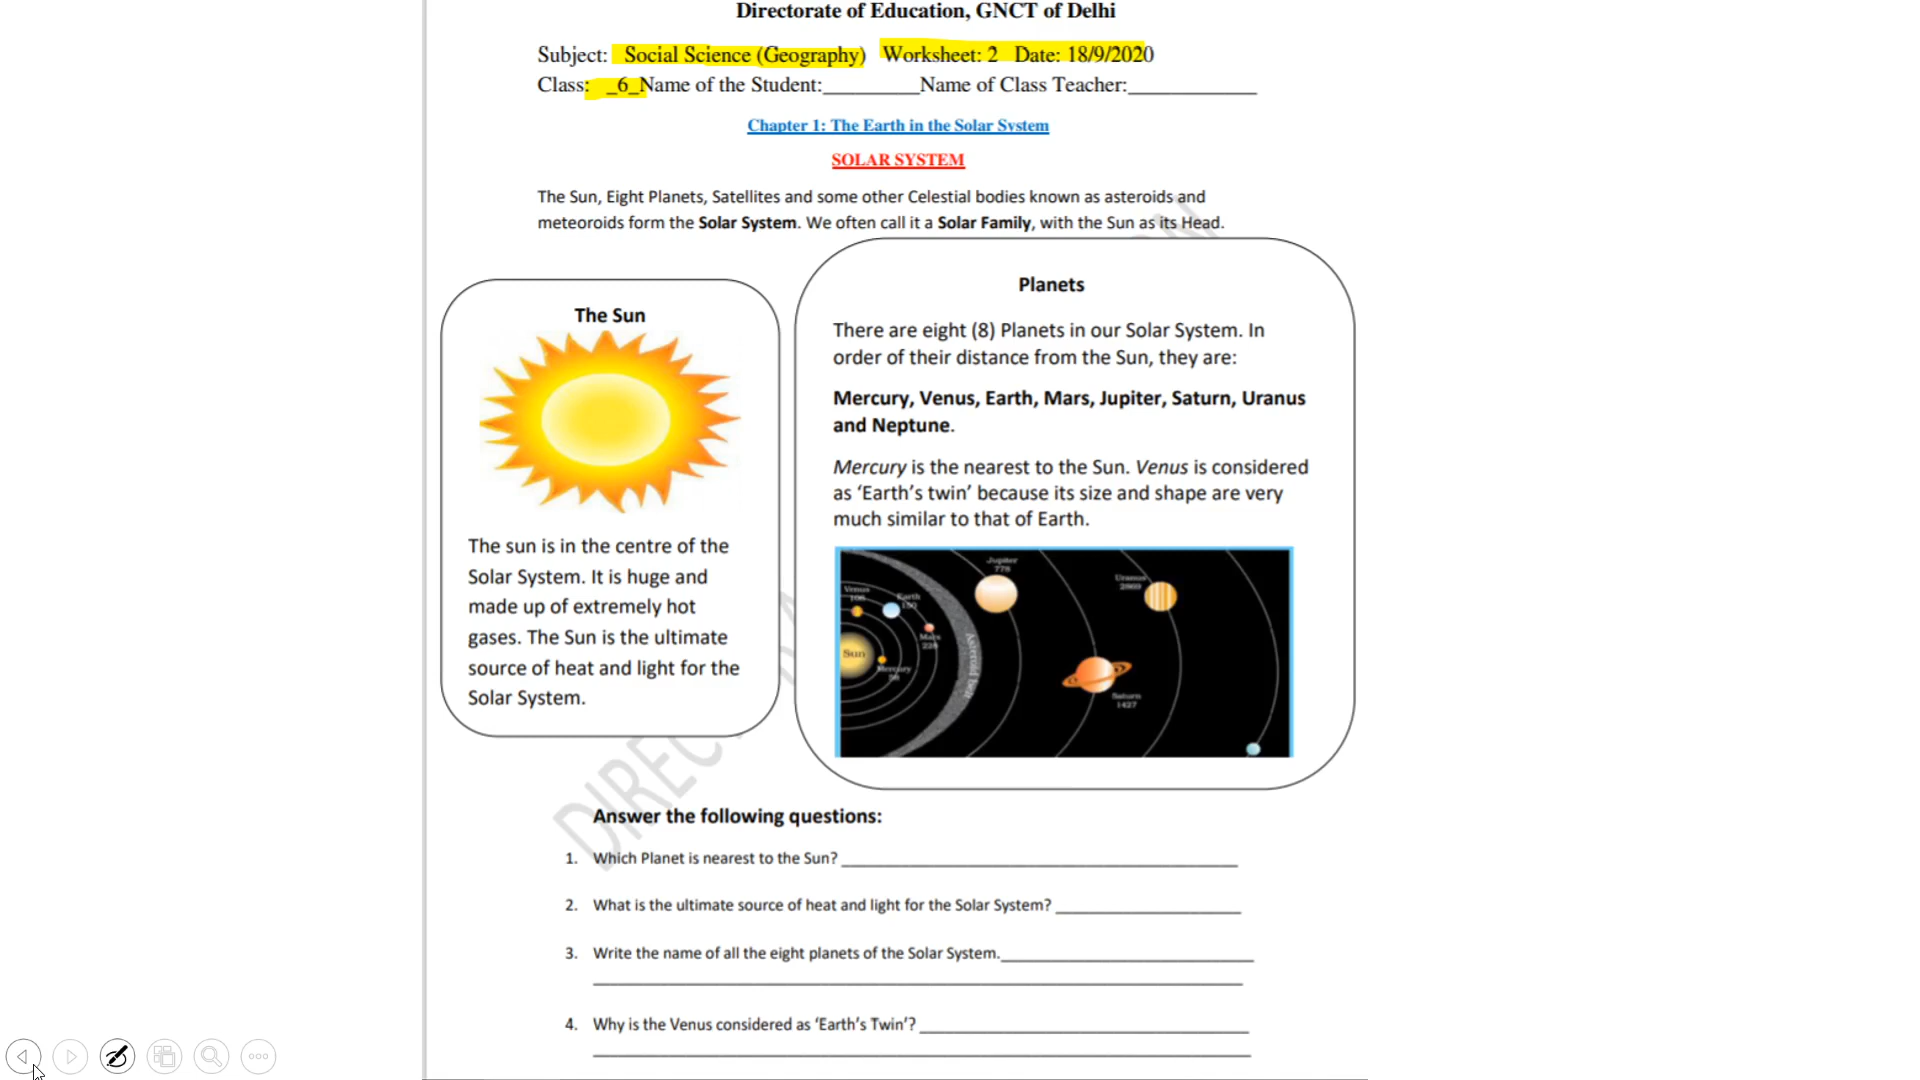 Directorate of Education, GNCT of Delhi
Subject: Social Science (Geography) Worksheet: 2 Date: 18/9/2020
Class: _6_Name of the Student:_________Name of Class Teacher:____________
Chapter 1: The Earth in the Solar System
SOLAR SYSTEM
The Sun, Eight Planets, Satellites and some other Celestial bodies known as asteroids and
meteoroids form the Solar System. We often call it a Solar Family, with the Sun as its Head.
The Sun
The sun is in the centre of the
Solar System. It is huge and
made up of extremely hot
gases. The Sun is the ultimate
source of heat and light for the
Solar System.
Planets
There are eight (8) Planets in our Solar System. In
order of their distance from the Sun, they are:
Mercury, Venus, Earth, Mars, Jupiter, Saturn, Uranus
and Neptune.
Mercury is the nearest to the Sun. Venus is considered
as ‘Earth’s twin’ because its size and shape are very
much similar to that of Earth.
Jupiter
778
Uranus
Venus
Earth
150
Mars
Sun
Mercury
Asteroid belt
Saturn
1427
Answer the following questions:
1. Which Planet is nearest to the Sun?
2. What is the ultimate source of heat and light for the Solar System?
3. Write the name of all the eight planets of the Solar System.
4. Why is the Venus considered as ‘Earth’s Twin’?